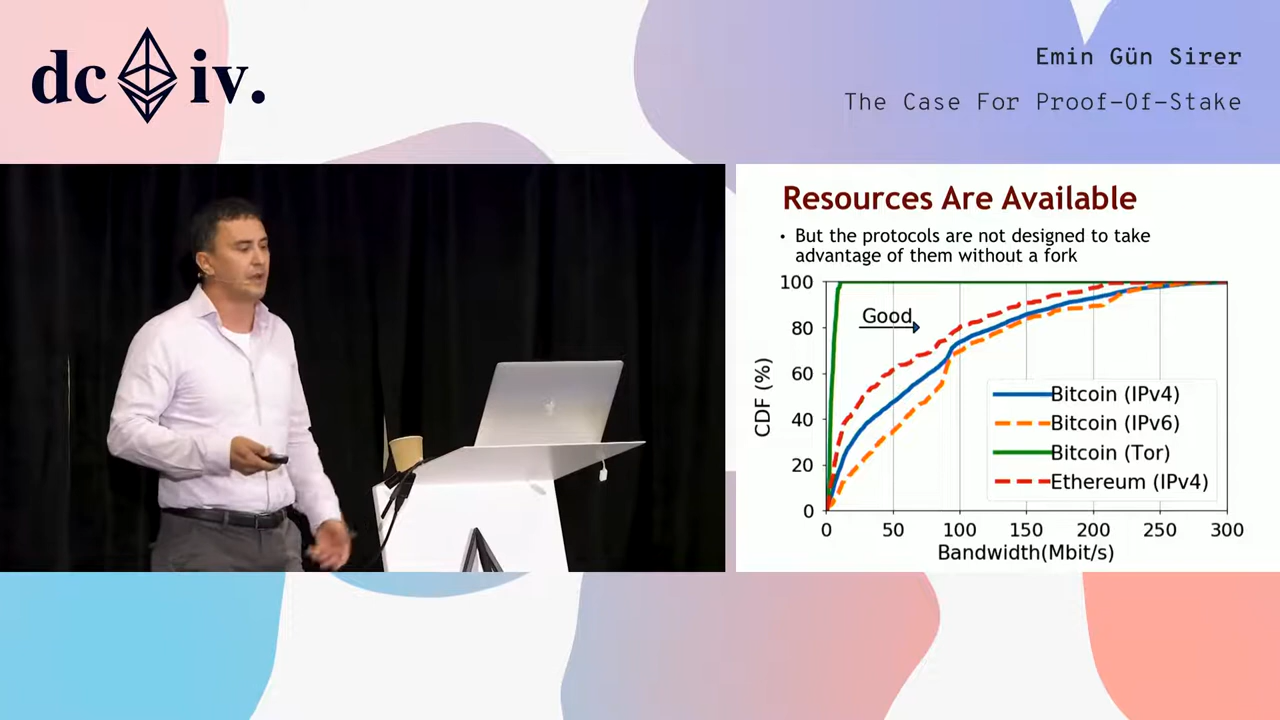 dc iv.
Emin Gün Sirer
The Case For Proof-Of-Stake
Resources Are Available
• But the protocols are not designed to take
advantage of them without a fork
100
80
60
40
20
0
CDF (%)
Good
Bitcoin (IPv4)
Bitcoin (IPv6)
Bitcoin (Tor)
Ethereum (IPv4)
0 50 100 150 200 250 300
Bandwidth(Mbit/s)